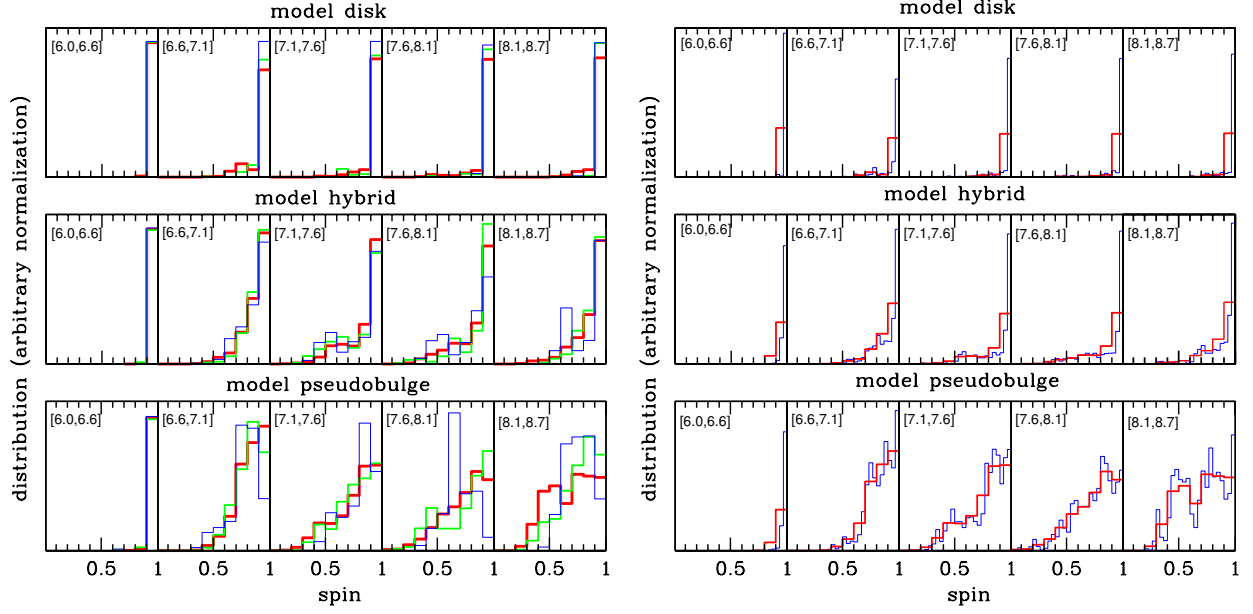 model disk
[6.0,6.6] [6.6,7.1] [7.1,7.6] [7.6,8.1] [8.1,8.7]
model hybrid
[6.0,6.6] [6.6,7.1] [7.1,7.6] [7.6,8.1] [8.1,8.7]
model pseudobulge
[6.0,6.6] [6.6,7.1] [7.1,7.6] [7.6,8.1] [8.1,8.7]
distribution (arbitrary normalization)
0.5 1 0.5 1 0.5 1 0.5 1 0.5 1
spin
model disk
[6.0,6.6] [6.6,7.1] [7.1,7.6] [7.6,8.1] [8.1,8.7]
model hybrid
[6.0,6.6] [6.6,7.1] [7.1,7.6] [7.6,8.1] [8.1,8.7]
model pseudobulge
[6.0,6.6] [6.6,7.1] [7.1,7.6] [7.6,8.1] [8.1,8.7]
distribution (arbitrary normalization)
0.5 1 0.5 1 0.5 1 0.5 1 0.5 1
spin